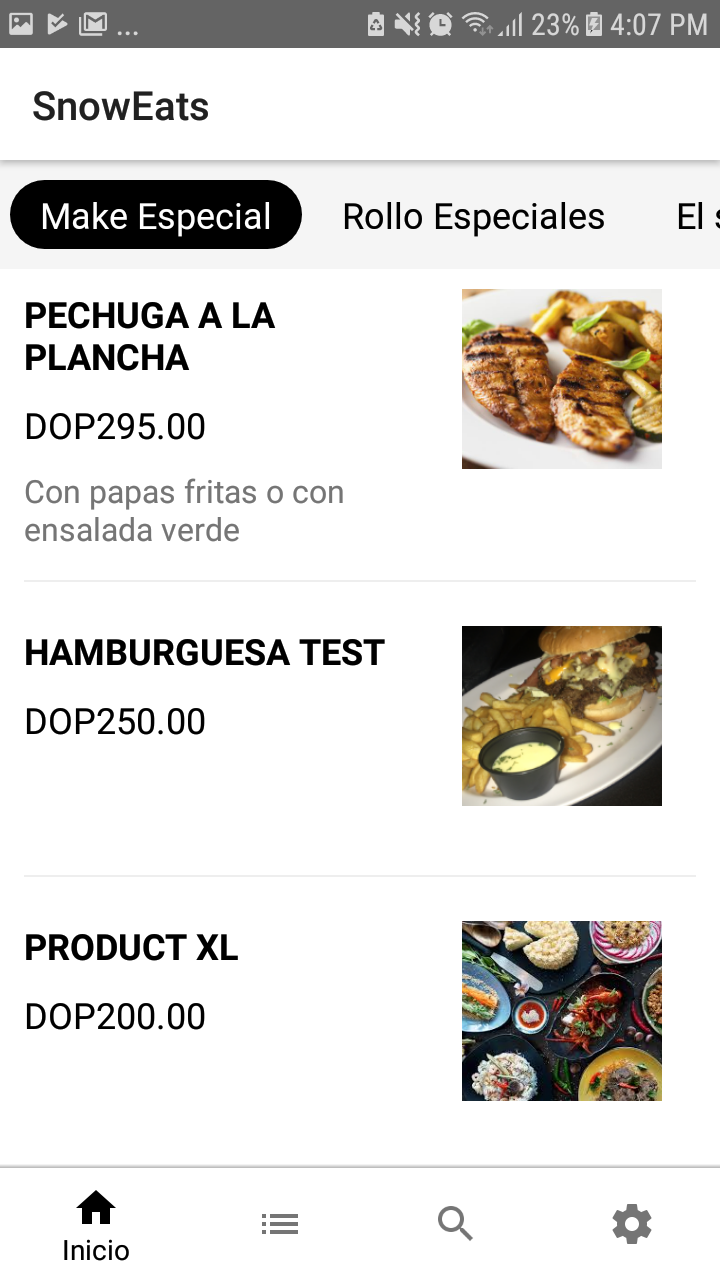 ... 23% 4:07 PM
SnowEats
Make Especial Rollo Especiales El s
PECHUGA A LA
PLANCHA
DOP295.00
Con papas fritas o con
ensalada verde
HAMBURGUESA TEST
DOP250.00
PRODUCT XL
DOP200.00
Inicio